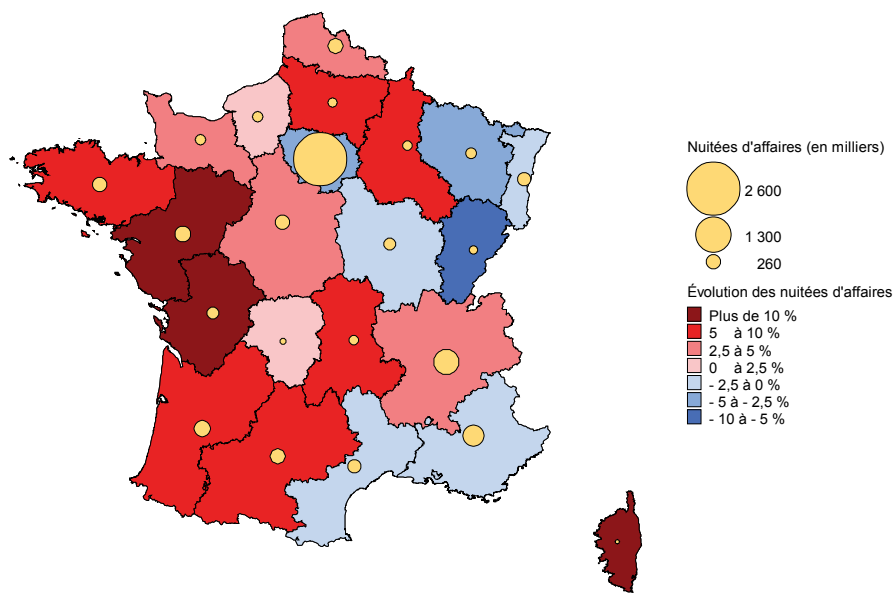 Nuitées d'affaires (en milliers)
2 600
1 300
260
Évolution des nuitées d'affaires
Plus de 10 %
5 à 10 %
2,5 à 5 %
0 à 2,5 %
- 2,5 à 0 %
- 5 à - 2,5 %
- 10 à - 5 %